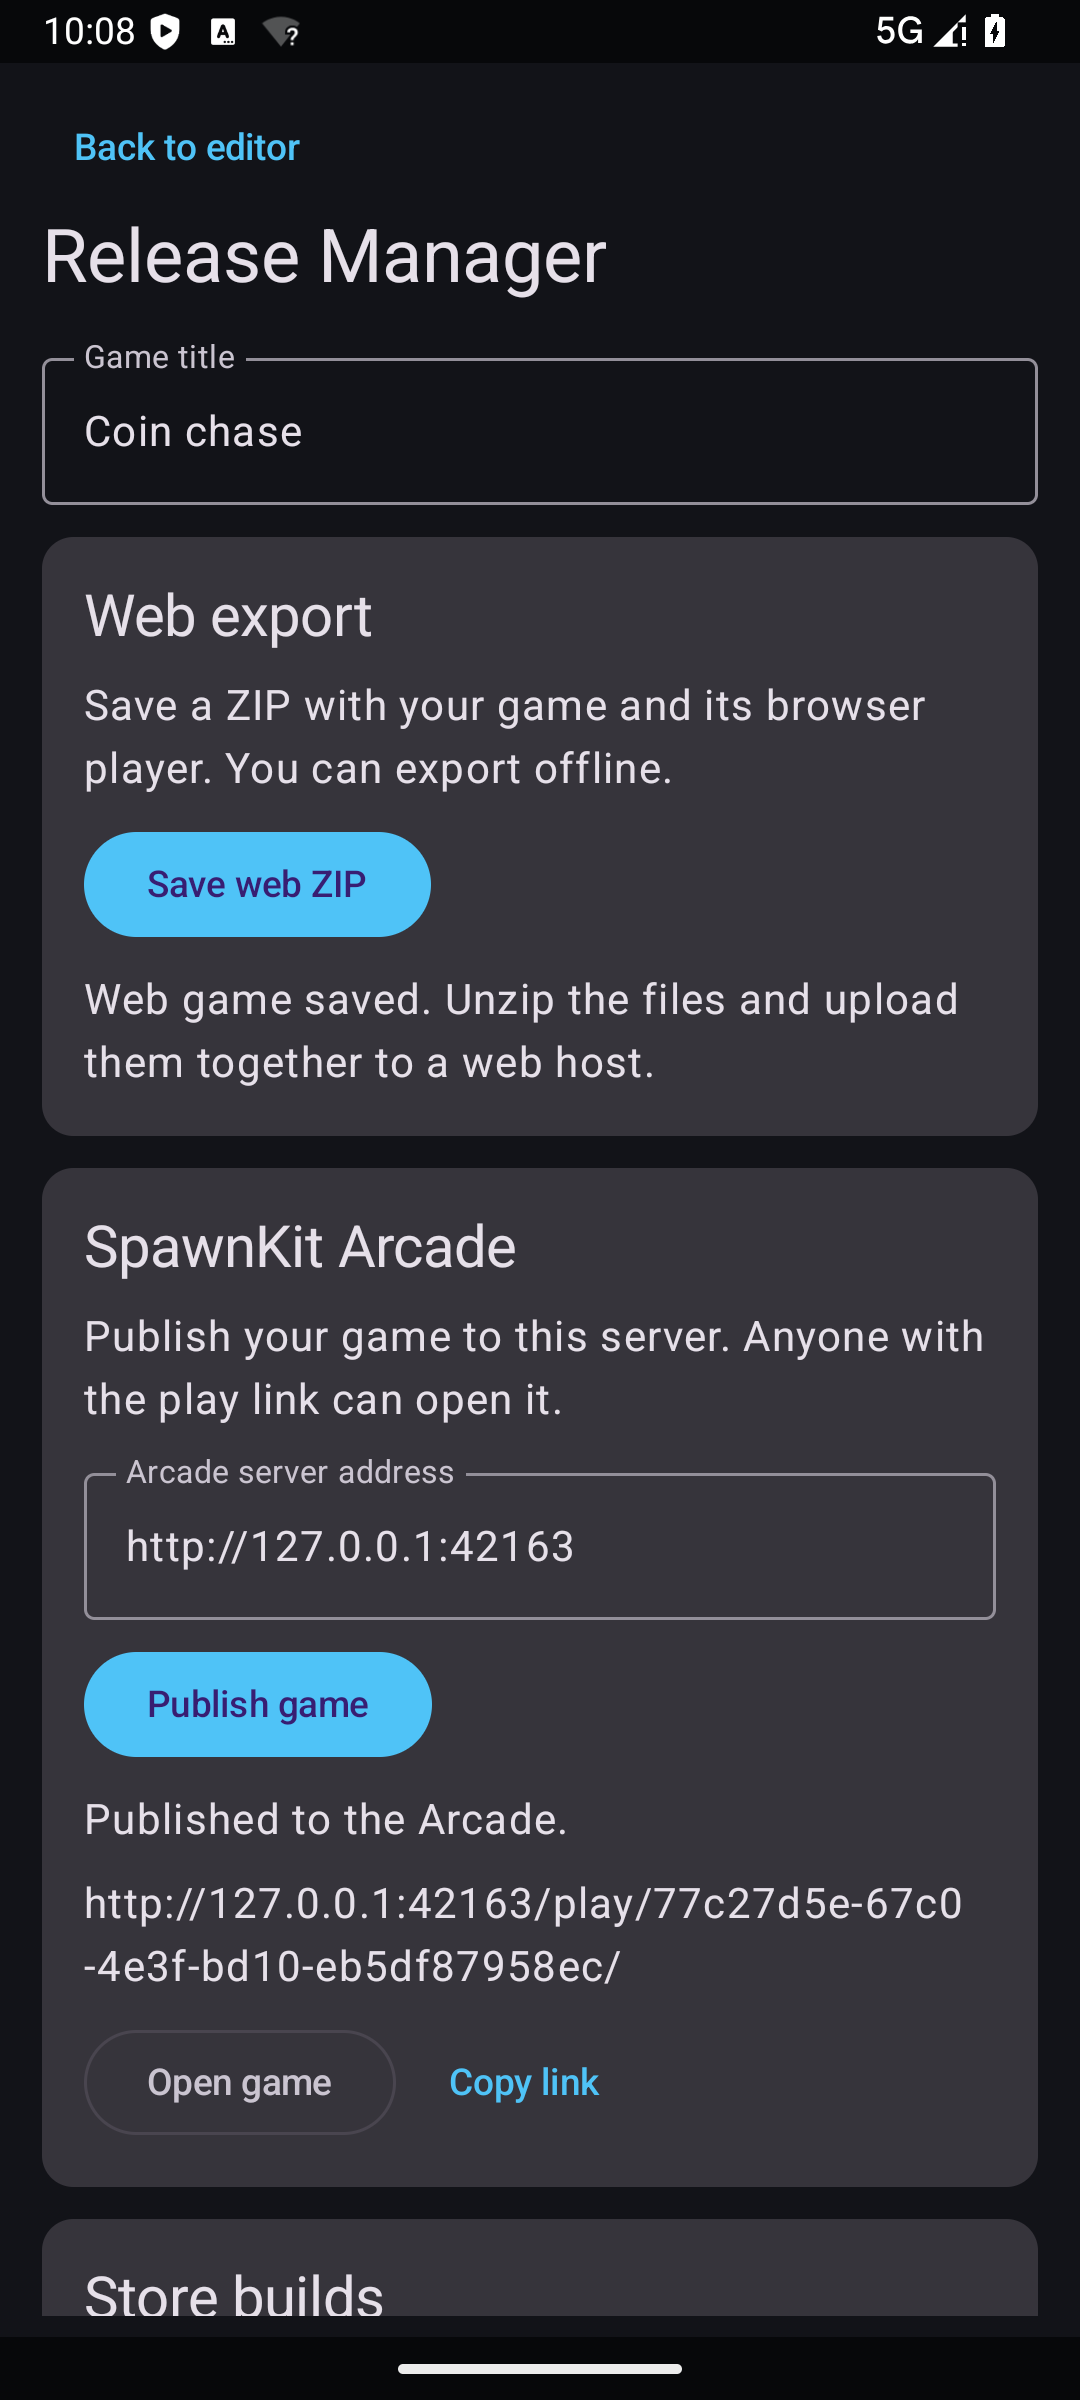 10:08
5G
Back to editor
Release Manager
Game title
Coin chase
Web export
Save a ZIP with your game and its browser
player. You can export offline.
Save web ZIP
Web game saved. Unzip the files and upload
them together to a web host.
SpawnKit Arcade
Publish your game to this server. Anyone with
the play link can open it.
Arcade server address
http://127.0.0.1:42163
Publish game
Published to the Arcade.
http://127.0.0.1:42163/play/77c27d5e-67c0
-4e3f-bd10-eb5df87958ec/
Open game
Copy link
Store builds